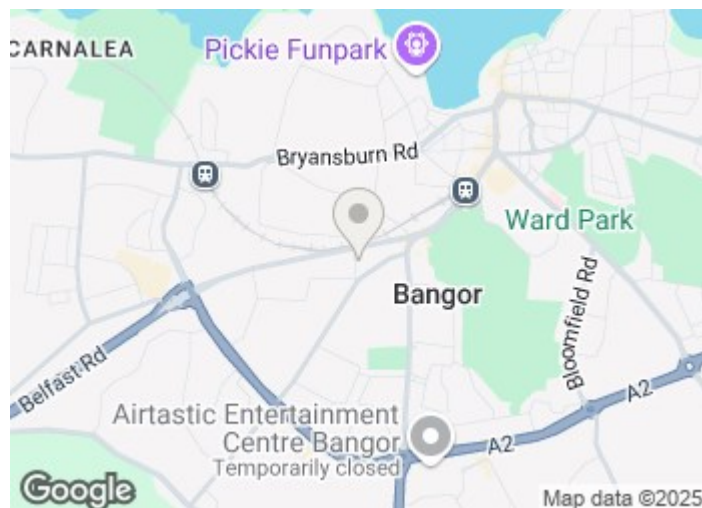 CARNALEA
Pickie Funpark
Bryansburn Rd
Ward Park
Bangor
Bloomfield Rd
Belfast Rd
A2
Airtastic Entertainment
Centre Bangor
Temporarily closed
A2
Google
Map data ©2025